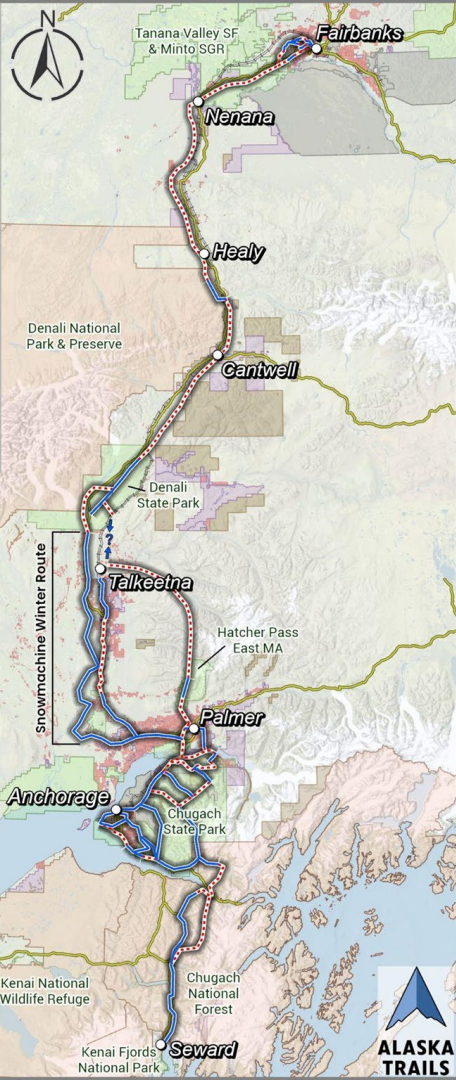 N
Tanana Valley SF
& Minto SGR
Fairbanks
Nenana
Healy
Denali National
Park & Preserve
Cantwell
Denali
State Park
?
Snowmachine Winter Route
Talkeetna
Hatcher Pass
East MA
Palmer
Anchorage
Chugach
State Park
Kenai National
Wildlife Refuge
Chugach
National
Forest
Kenai Fjords
National Park
Seward
ALASKA
TRAILS